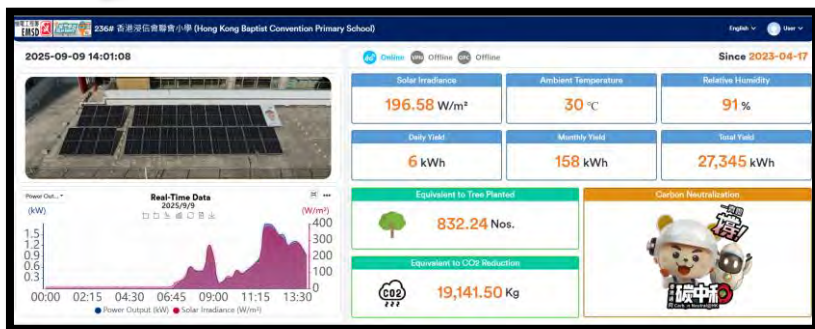 EMSD
236# 香港浸信會聯會小學 (Hong Kong Baptist Convention Primary School)
English
User
2025-09-09 14:01:08
Online
Offline
Offline
Since 2023-04-17
Solar Irradiance
Ambient Temperature
Relative Humidity
196.58 W/m²
30 ℃
91 %
Daily Yield
Monthly Yield
Total Yield
6 kWh
158 kWh
27,345 kWh
Power Out...
Real-Time Data
2025/9/9
(kW)
(W/m²)
1.5
1.2
0.9
0.6
0.3
400
300
200
100
0
00:00 02:15 04:30 06:45 09:00 11:15 13:30
Power Output (kW) Solar Irradiance (W/m²)
Equivalent to Tree Planted
832.24 Nos.
Equivalent to CO2 Reduction
CO2
19,141.50 Kg
Carbon Neutralization
碳中和